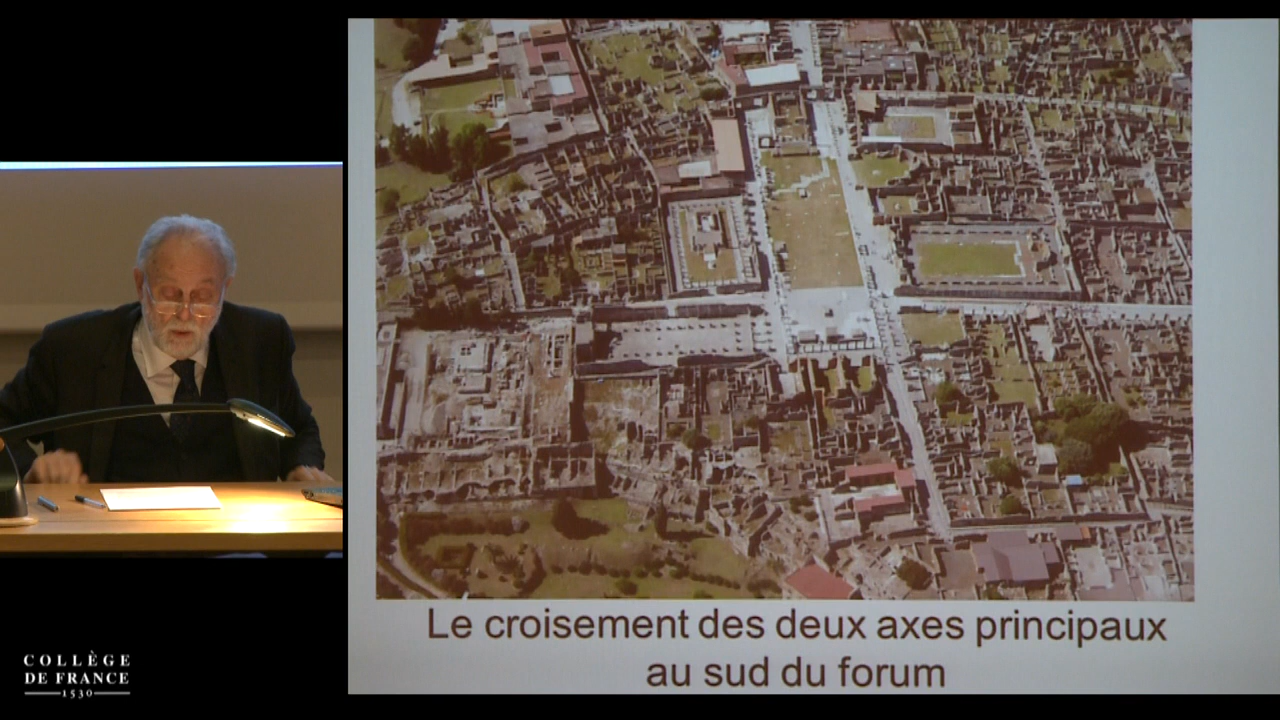 Le croisement des deux axes principaux
au sud du forum
COLLÈGE
DE FRANCE
1530